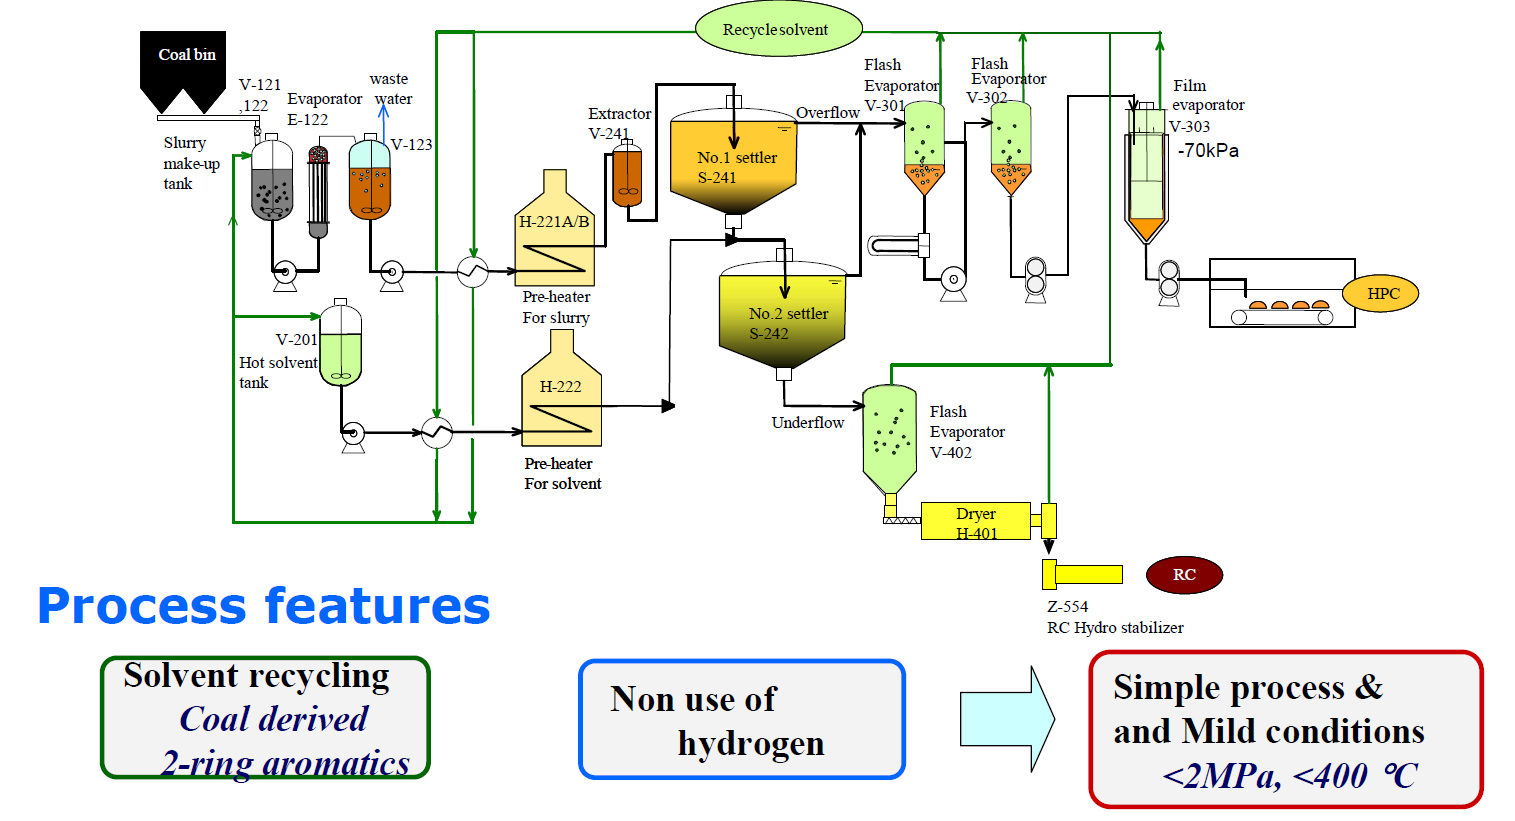 Recycle solvent
Coal bin
V-121
,122
Evaporator
E-122
waste
water
V-123
Slurry
make-up
tank
Extractor
V-241
Overflow
No.1 settler
S-241
Flash
Evaporator
V-301
Flash
Evaporator
V-302
Film
evaporator
V-303
-70kPa
H-221A/B
Pre-heater
For slurry
V-201
Hot solvent
tank
H-222
Pre-heater
For solvent
No.2 settler
S-242
Underflow
HPC
Flash
Evaporator
V-402
Dryer
H-401
RC
Z-554
RC Hydro stabilizer
Process features
Solvent recycling
Coal derived
2-ring aromatics
Non use of
hydrogen
Simple process &
and Mild conditions
<2MPa, <400 ℃